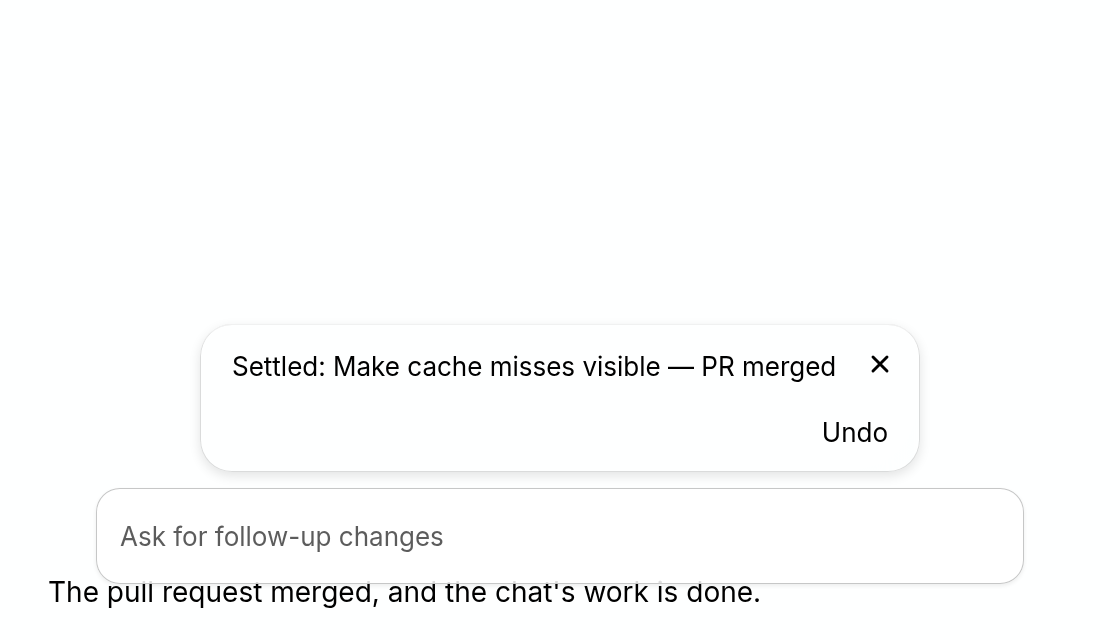 Settled: Make cache misses visible — PR merged
Undo
Ask for follow-up changes
The pull request merged, and the chat's work is done.